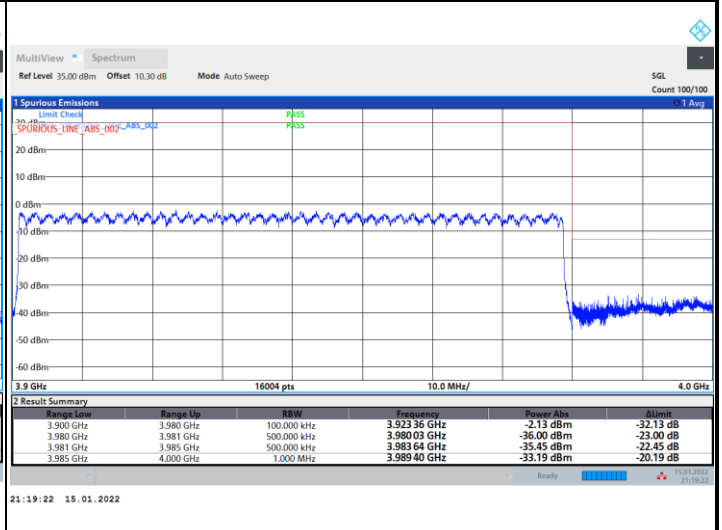 MultiView Spectrum
Ref Level 35.00 dBm Offset 10.30 dB Mode Auto Sweep SGL
Count 100/100
1 Spurious Emissions 1 Avg
Limit Check PASS
30 dBm
_SPURIOUS_LINE_ABS_002 PASS
20 dBm
10 dBm
0 dBm
-10 dBm
-20 dBm
-30 dBm
-40 dBm
-50 dBm
-60 dBm
3.9 GHz 16004 pts 10.0 MHz/ 4.0 GHz
2 Result Summary
Range Low Range Up RBW Frequency Power Abs ΔLimit
3.900 GHz 3.980 GHz 100.000 kHz 3.923 36 GHz -2.13 dBm -32.13 dB
3.980 GHz 3.981 GHz 500.000 kHz 3.980 03 GHz -36.00 dBm -23.00 dB
3.981 GHz 3.985 GHz 500.000 kHz 3.983 64 GHz -35.45 dBm -22.45 dB
3.985 GHz 4.000 GHz 1.000 MHz 3.989 40 GHz -33.19 dBm -20.19 dB
Ready 15.01.2022
21:19:22
21:19:22 15.01.2022